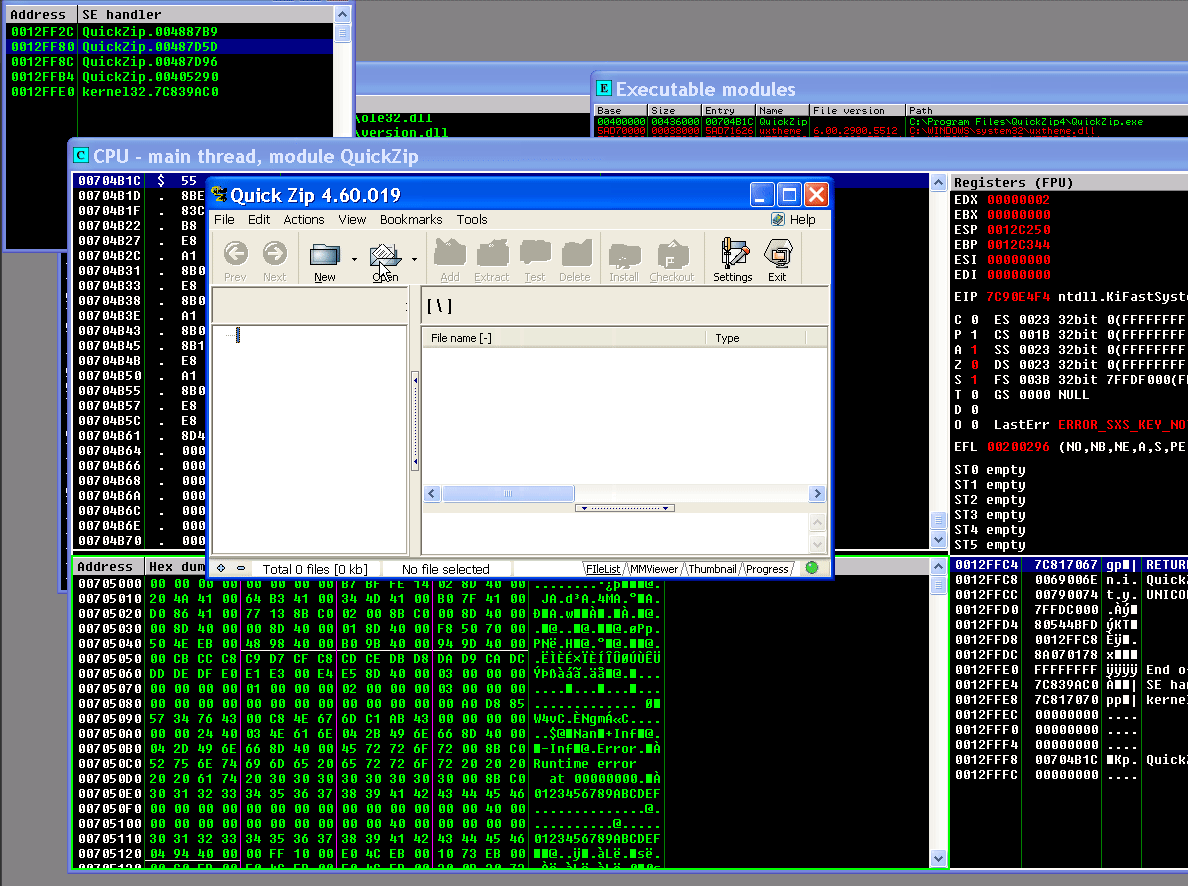 Address SE handler
0012FF2C QuickZip.004887B9
0012FF80 QuickZip.00487D5D
0012FF8C QuickZip.00487D96
0012FFB4 QuickZip.00405290
0012FFE0 kernel32.7C839AC0
\ole32.dll
\version.dll
E Executable modules
Base Size Entry Name File version Path
00400000 00436000 00704B1C QuickZip C:\Program Files\QuickZip4\QuickZip.exe
5AD70000 00038000 5AD71626 uxtheme 6.00.2900.5512 C:\WINDOWS\system32\uxtheme.dll
C CPU - main thread, module QuickZip
00704B1C $ 55
00704B1D . 8BE
00704B1F . 83C
00704B22 . B8
00704B27 . E8
00704B2C . A1
00704B31 . 8B0
00704B33 . E8
00704B38 . 8B0
00704B3E . A1
00704B43 . 8B0
00704B45 . 8B1
00704B4B . E8
00704B50 . A1
00704B55 . 8B0
00704B57 . E8
00704B5C . E8
00704B61 . 8D4
00704B64 . 000
00704B66 . 000
00704B68 . 000
00704B6A . 000
00704B6C . 000
00704B6E . 000
00704B70 . 000
Quick Zip 4.60.019
File Edit Actions View Bookmarks Tools Help
Prev Next New Open Add Extract Test Delete Install Checkout Settings Exit
[ \ ]
File name [-] Type
Total 0 files [0 kb] No file selected FileList MMViewer Thumbnail Progress
Registers (FPU)
EDX 00000002
EBX 00000000
ESP 0012C250
EBP 0012C344
ESI 00000000
EDI 00000000
EIP 7C90E4F4 ntdll.KiFastSyste
C 0 ES 0023 32bit 0(FFFFFFFF
P 1 CS 001B 32bit 0(FFFFFFFF
A 1 SS 0023 32bit 0(FFFFFFFF
Z 0 DS 0023 32bit 0(FFFFFFFF
S 1 FS 003B 32bit 7FFDF000(F
T 0 GS 0000 NULL
D 0
O 0 LastErr ERROR_SXS_KEY_NO
EFL 00200296 (NO,NB,NE,A,S,PE
ST0 empty
ST1 empty
ST2 empty
ST3 empty
ST4 empty
ST5 empty
Address Hex dum
00705000 00 00 00 00 00 00 00 00 B7 BF FE 14 02 8D 40 00
00705010 20 4A 41 00 64 B3 41 00 34 4D 41 00 B0 7F 41 00
00705020 D0 86 41 00 77 13 8B C0 02 00 8B C0 00 8D 40 00
00705030 00 8D 40 00 00 8D 40 00 01 8D 40 00 F8 50 70 00
00705040 50 4E EB 00 48 98 40 00 B0 9B 40 00 94 9D 40 00
00705050 00 CB CC C8 C9 D7 CF C8 CD CE DB D8 DA D9 CA DC
00705060 DD DE DF E0 E1 E3 00 E4 E5 8D 40 00 03 00 00 00
00705070 00 00 00 00 01 00 00 00 02 00 00 00 03 00 00 00
00705080 00 00 00 00 00 00 00 00 00 00 00 00 00 A0 D8 85
00705090 57 34 76 43 00 C8 4E 67 6D C1 AB 43 00 00 00 00
007050A0 00 00 24 40 03 4E 61 6E 04 2B 49 6E 66 8D 40 00
007050B0 04 2D 49 6E 66 8D 40 00 45 72 72 6F 72 00 8B C0
007050C0 52 75 6E 74 69 6D 65 20 65 72 72 6F 72 20 20 20 Runtime error
007050D0 20 20 61 74 20 30 30 30 30 30 30 30 30 00 8B C0
007050E0 30 31 32 33 34 35 36 37 38 39 41 42 43 44 45 46 0123456789ABCDEF
007050F0 00 00 00 00 00 00 00 00 00 00 00 00 00 00 40 00
00705100 00 00 00 00 00 00 00 00 00 00 40 00 00 00 00 00
00705110 30 31 32 33 34 35 36 37 38 39 41 42 43 44 45 46 0123456789ABCDEF
00705120 04 94 40 00 00 FF 10 00 E0 4C EB 00 10 73 EB 00
0012FFC4 7C817067 RETURN
0012FFC8 0069006E n.i. Quick
0012FFCC 00790074 t.y. UNICO
0012FFD0 7FFDC000
0012FFD4 80544BFD
0012FFD8 0012FFC8
0012FFDC 8A070178
0012FFE0 FFFFFFFF ÿÿÿÿ End o
0012FFE4 7C839AC0 SE han
0012FFE8 7C817070 kernel
0012FFEC 00000000 ....
0012FFF0 00000000 ....
0012FFF4 00000000 ....
0012FFF8 00704B1C QuickZ
0012FFFC 00000000 ....